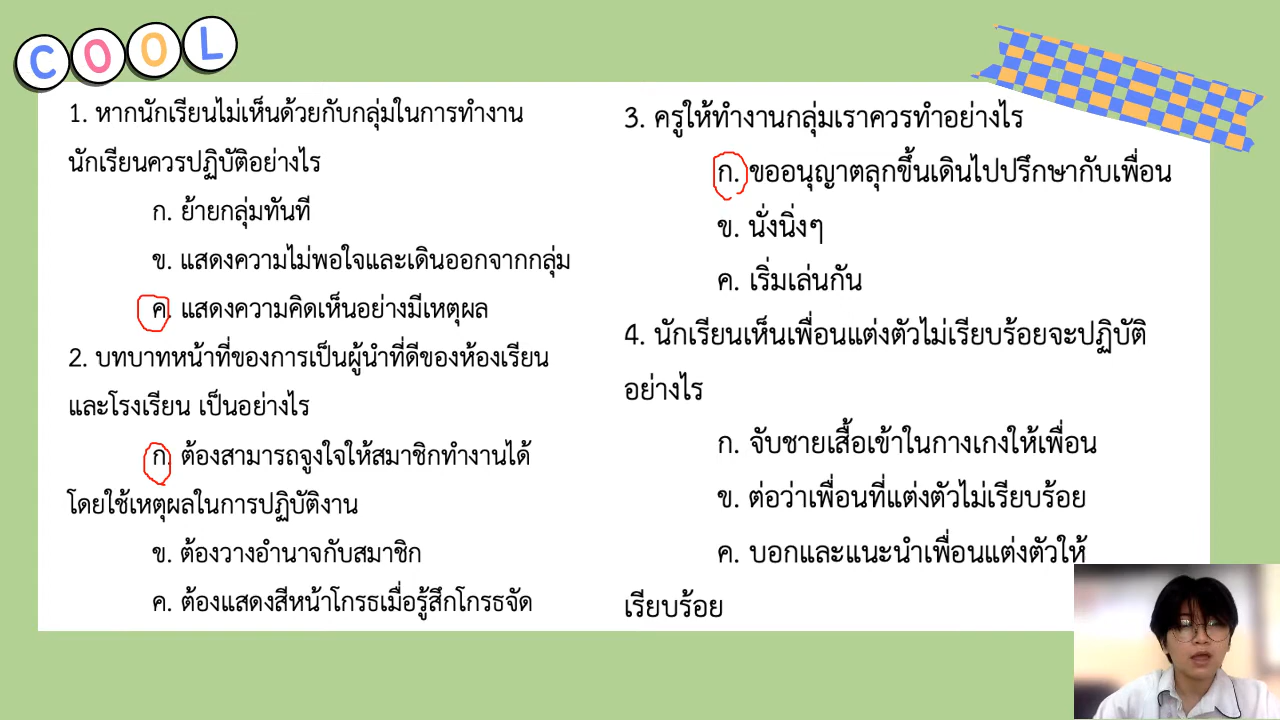 COOL
1. หากนักเรียนไม่เห็นด้วยกับกลุ่มในการทำงาน
นักเรียนควรปฏิบัติอย่างไร
ก. ย้ายกลุ่มทันที
ข. แสดงความไม่พอใจและเดินออกจากกลุ่ม
ค. แสดงความคิดเห็นอย่างมีเหตุผล
2. บทบาทหน้าที่ของการเป็นผู้นำที่ดีของห้องเรียน
และโรงเรียน เป็นอย่างไร
ก. ต้องสามารถจูงใจให้สมาชิกทำงานได้
โดยใช้เหตุผลในการปฏิบัติงาน
ข. ต้องวางอำนาจกับสมาชิก
ค. ต้องแสดงสีหน้าโกรธเมื่อรู้สึกโกรธจัด
3. ครูให้ทำงานกลุ่มเราควรทำอย่างไร
ก. ขออนุญาตลุกขึ้นเดินไปปรึกษากับเพื่อน
ข. นั่งนิ่งๆ
ค. เริ่มเล่นกัน
4. นักเรียนเห็นเพื่อนแต่งตัวไม่เรียบร้อยจะปฏิบัติ
อย่างไร
ก. จับชายเสื้อเข้าในกางเกงให้เพื่อน
ข. ต่อว่าเพื่อนที่แต่งตัวไม่เรียบร้อย
ค. บอกและแนะนำเพื่อนแต่งตัวให้
เรียบร้อย